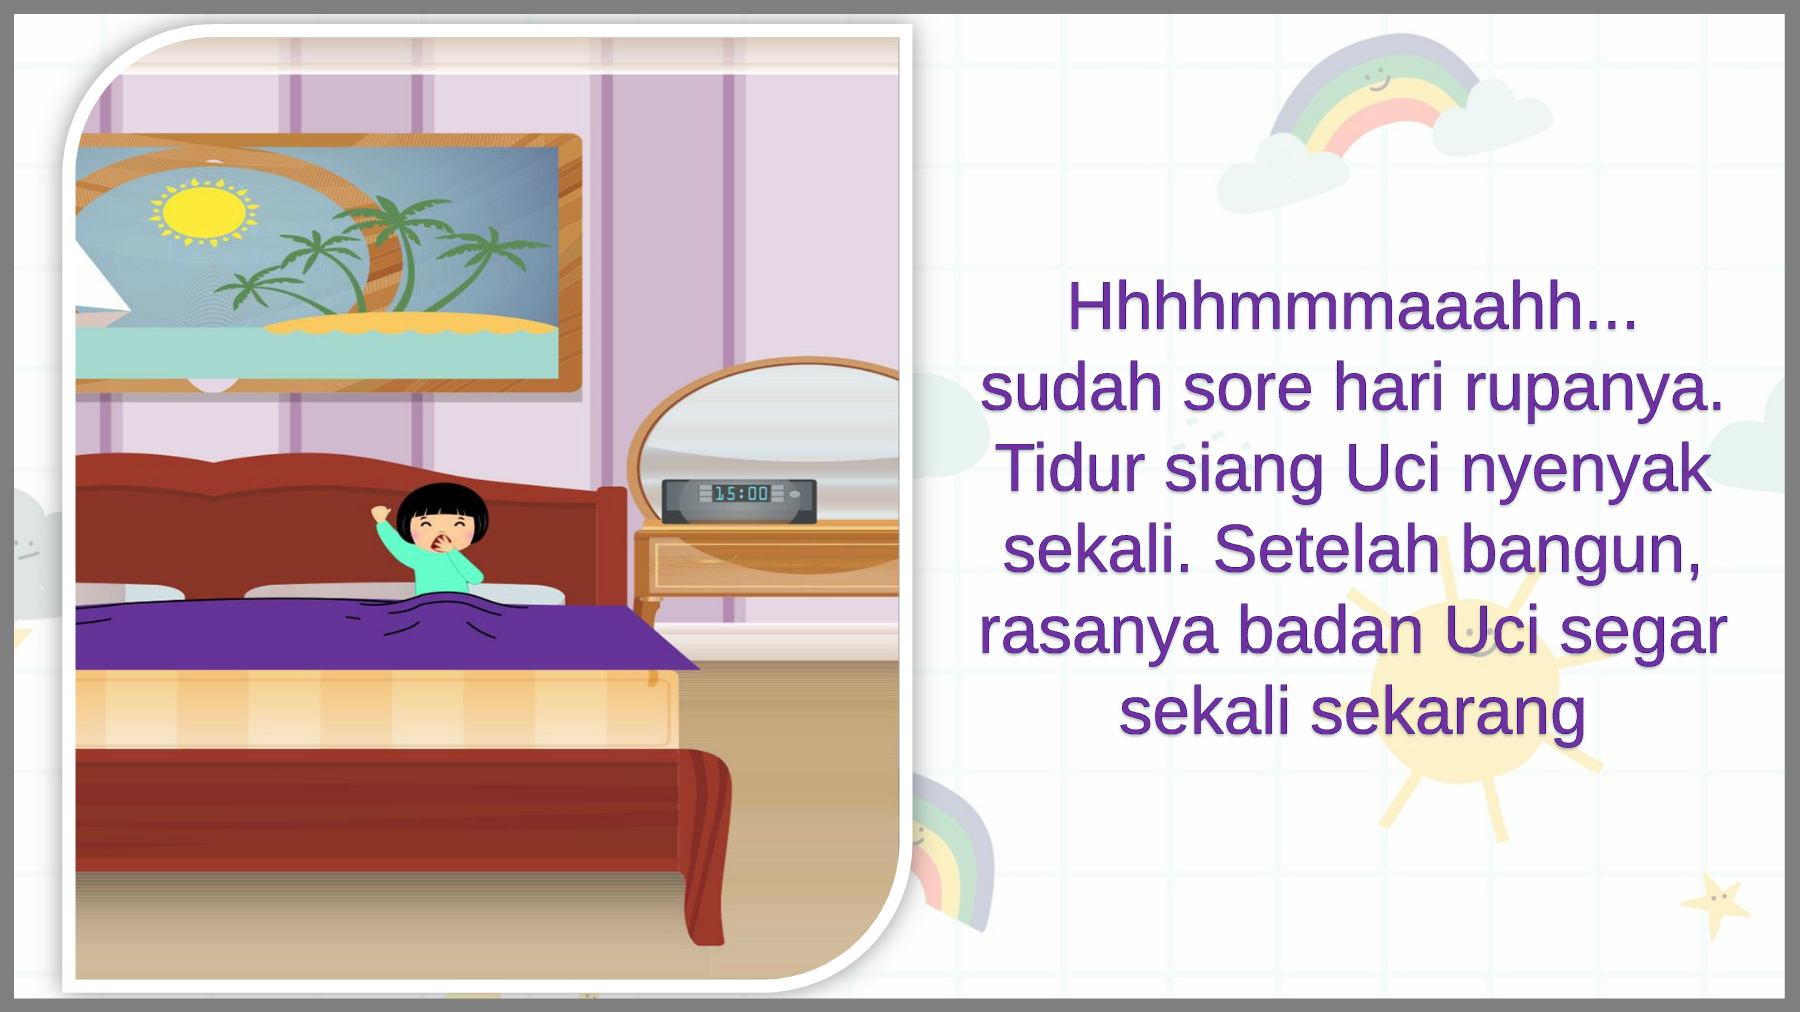 15:00
Hhhhmmmaaahh...
sudah sore hari rupanya.
Tidur siang Uci nyenyak
sekali. Setelah bangun,
rasanya badan Uci segar
sekali sekarang